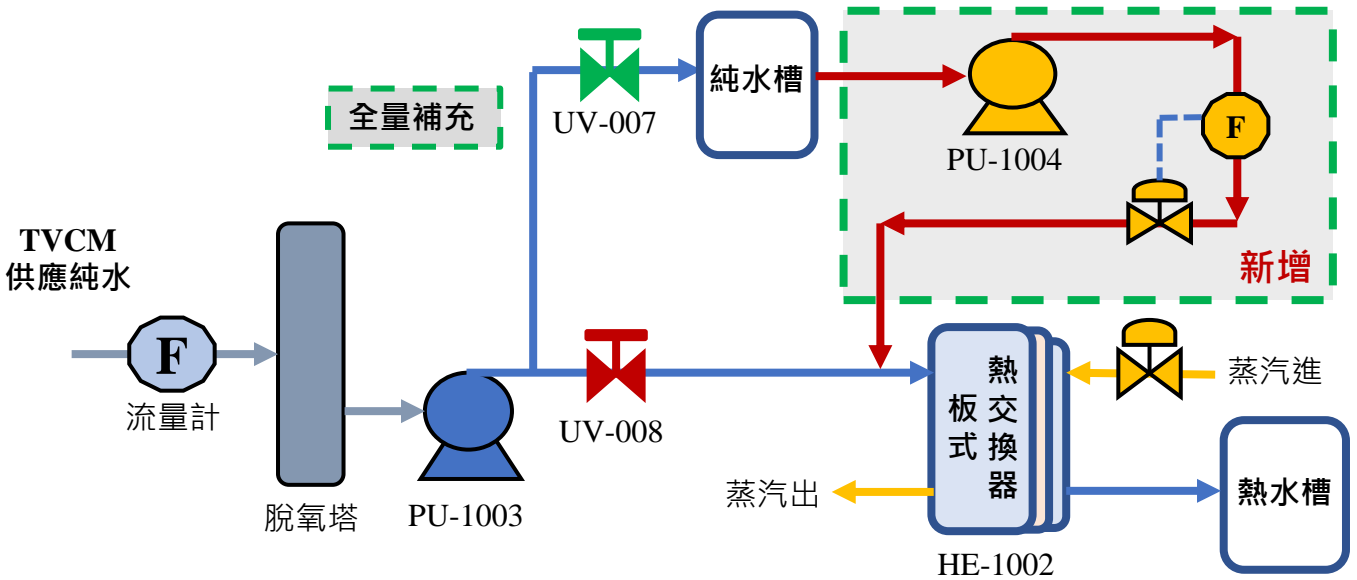 純水槽
UV-007
全量補充
PU-1004
F
新增
TVCM
供應純水
F
流量計
脫氧塔
PU-1003
UV-008
板式
熱交換器
蒸汽進
蒸汽出
熱水槽
HE-1002